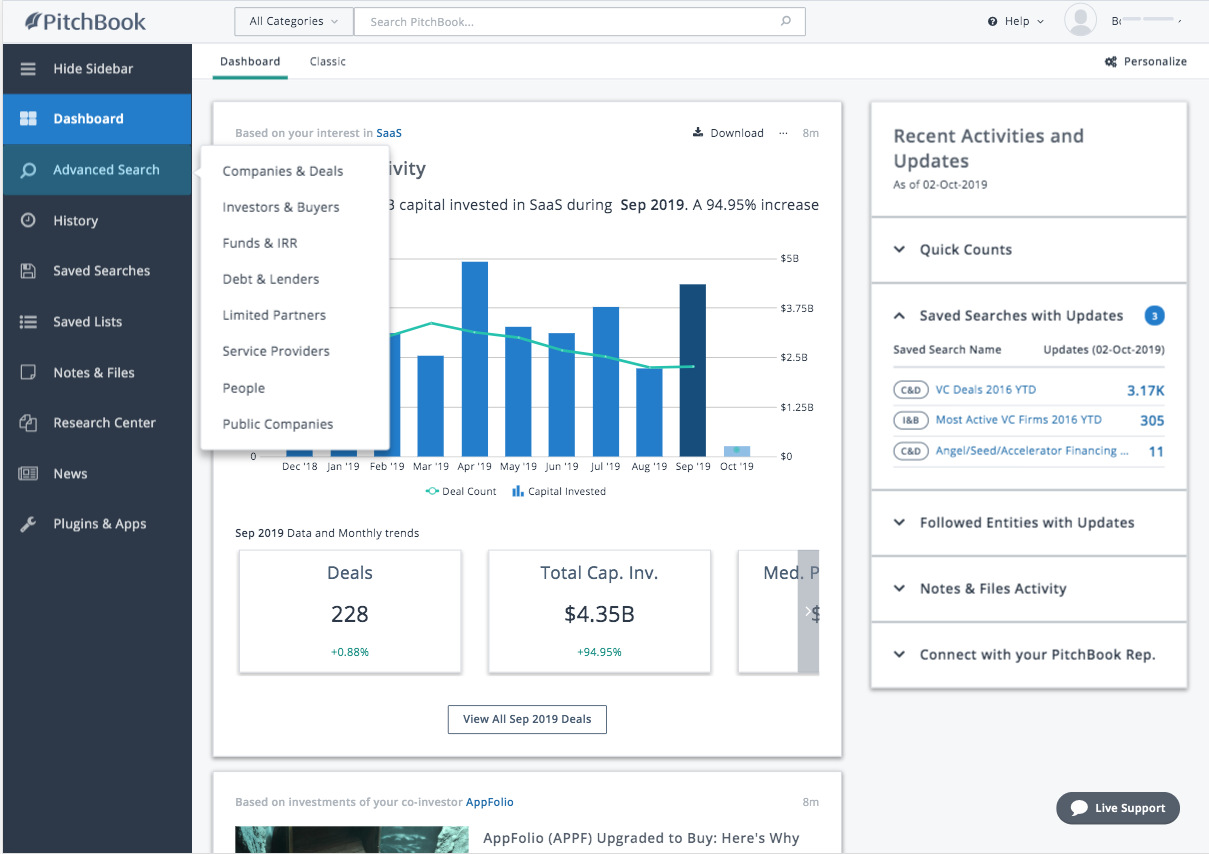 PitchBook
All Categories
Search PitchBook...
Help
Hide Sidebar
Dashboard
Advanced Search
History
Saved Searches
Saved Lists
Notes & Files
Research Center
News
Plugins & Apps
Dashboard Classic
Personalize
Based on your interest in SaaS
Download ... 8m
Companies & Deals
Investors & Buyers
Funds & IRR
Debt & Lenders
Limited Partners
Service Providers
People
Public Companies
capital invested in SaaS during Sep 2019. A 94.95% increase
$5B
$3.75B
$2.5B
$1.25B
0 $0
Dec '18 Jan '19 Feb '19 Mar '19 Apr '19 May '19 Jun '19 Jul '19 Aug '19 Sep '19 Oct '19
Deal Count Capital Invested
Sep 2019 Data and Monthly trends
Deals
228
+0.88%
Total Cap. Inv.
$4.35B
+94.95%
Med. P
$
View All Sep 2019 Deals
Based on investments of your co-investor AppFolio 8m
AppFolio (APPF) Upgraded to Buy: Here's Why
Recent Activities and
Updates
As of 02-Oct-2019
Quick Counts
Saved Searches with Updates 3
Saved Search Name Updates (02-Oct-2019)
C&D VC Deals 2016 YTD 3.17K
I&B Most Active VC Firms 2016 YTD 305
C&D Angel/Seed/Accelerator Financing ... 11
Followed Entities with Updates
Notes & Files Activity
Connect with your PitchBook Rep.
Live Support